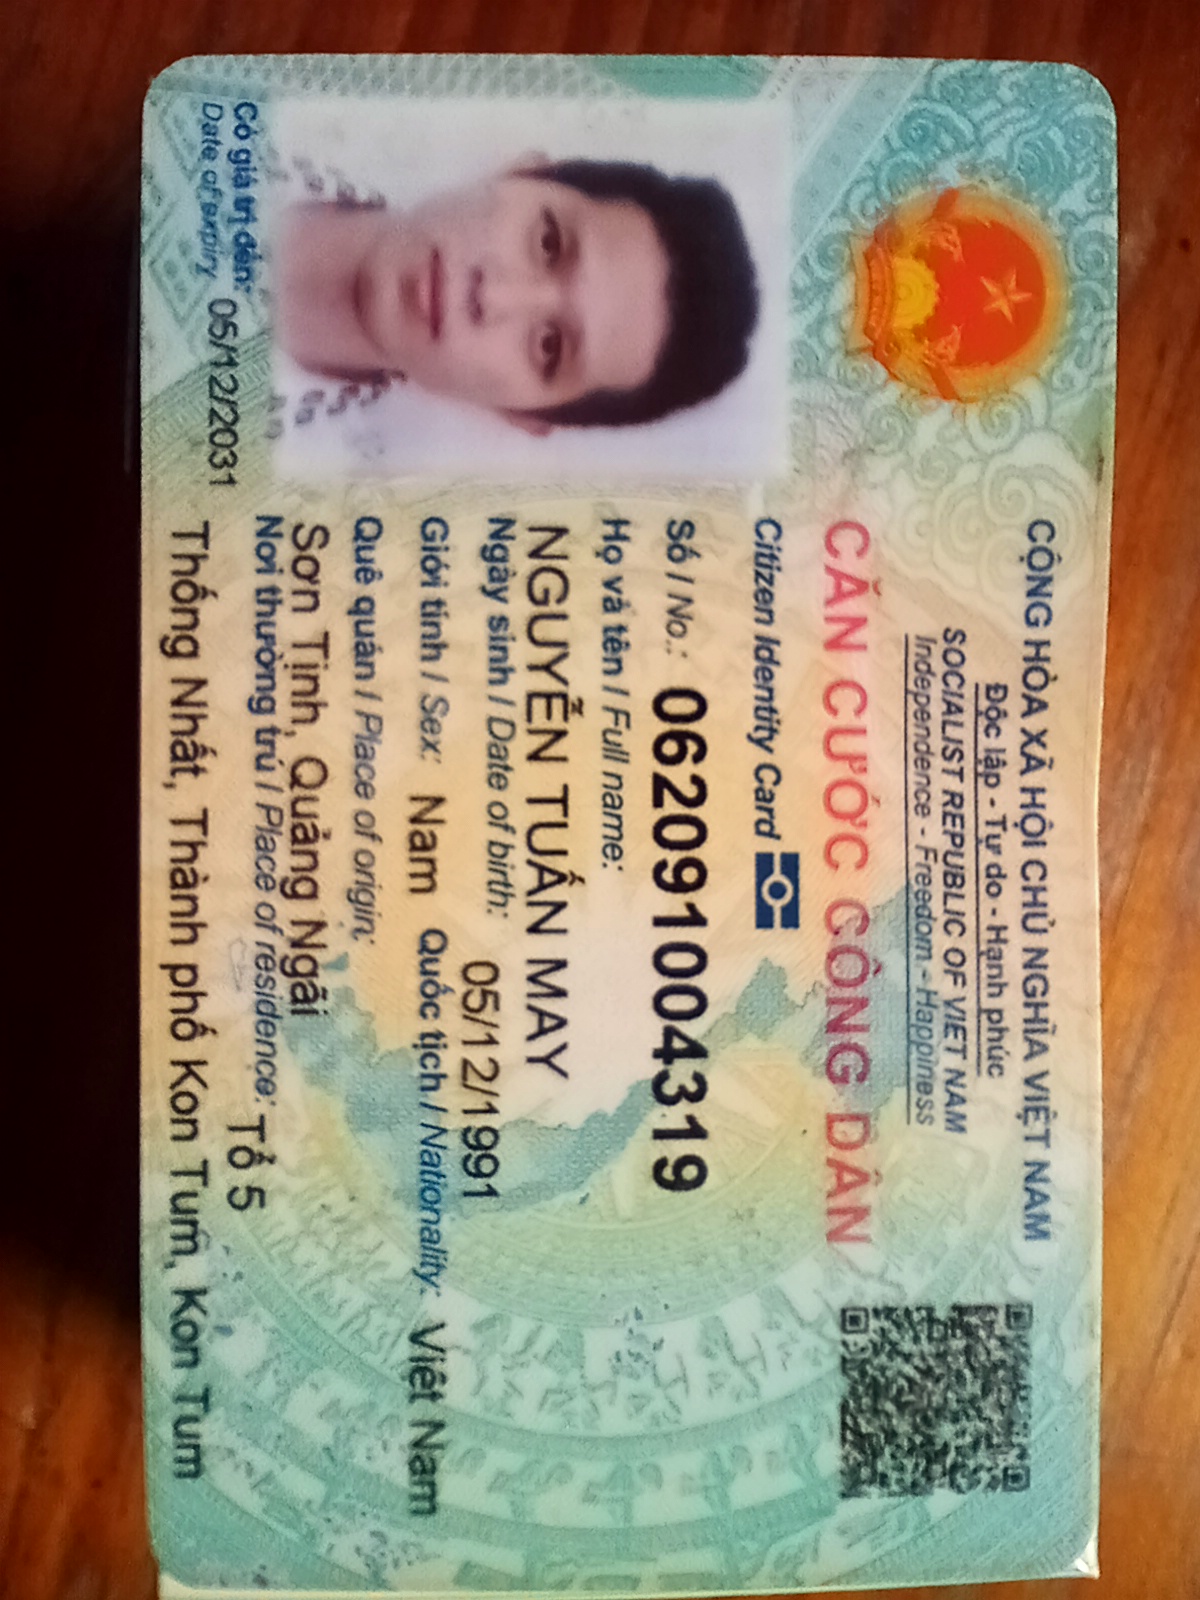 CỘNG HÒA XÃ HỘI CHỦ NGHĨA VIỆT NAM
Độc lập - Tự do - Hạnh phúc
SOCIALIST REPUBLIC OF VIET NAM
Independence - Freedom - Happiness
CĂN CƯỚC CÔNG DÂN
Citizen Identity Card
Số / No.: 062091004319
Họ và tên / Full name:
NGUYỄN TUẤN MAY
Ngày sinh / Date of birth: 05/12/1991
Giới tính / Sex: Nam Quốc tịch / Nationality: Việt Nam
Quê quán / Place of origin:
Sơn Tịnh, Quảng Ngãi
Nơi thường trú / Place of residence: Tổ 5
Thống Nhất, Thành phố Kon Tum, Kon Tum
Có giá trị đến: 05/12/2031
Date of expiry